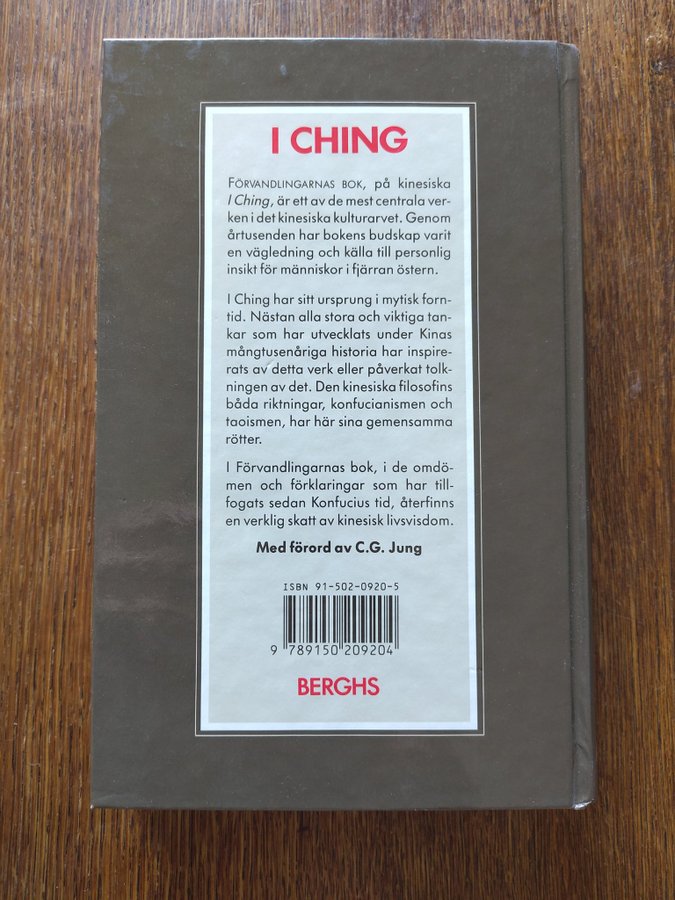 I CHING
FÖRVANDLINGARNAS BOK, på kinesiska
I Ching, är ett av de mest centrala ver-
ken i det kinesiska kulturarvet. Genom
årtusenden har bokens budskap varit
en vägledning och källa till personlig
insikt för människor i fjärran östern.
I Ching har sitt ursprung i mytisk forn-
tid. Nästan alla stora och viktiga tan-
kar som har utvecklats under Kinas
mångtusenåriga historia har inspire-
rats av detta verk eller påverkat tolk-
ningen av det. Den kinesiska filosofins
båda riktningar, konfucianismen och
taoismen, har här sina gemensamma
rötter.
I Förvandlingarnas bok, i de omdö-
men och förklaringar som har till-
fogats sedan Konfucius tid, återfinns
en verklig skatt av kinesisk livsvisdom.
Med förord av C.G. Jung
ISBN 91-502-0920-5
9 789150 209204
BERGHS